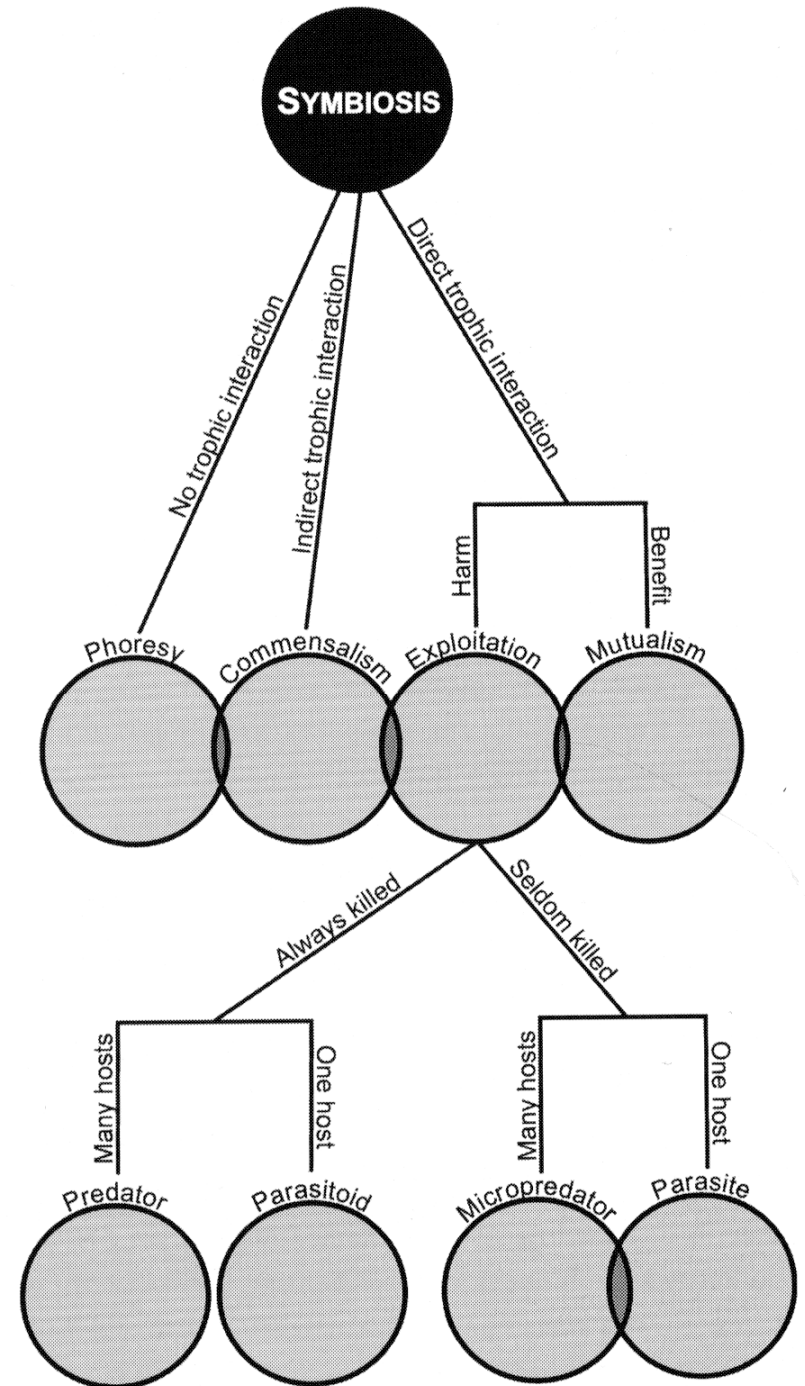 SYMBIOSIS
No trophic interaction
Indirect trophic interaction
Direct trophic interaction
Harm
Benefit
Phoresy
Commensalism
Exploitation
Mutualism
Always killed
Seldom killed
Many hosts
One host
Many hosts
One host
Predator
Parasitoid
Micropredator
Parasite